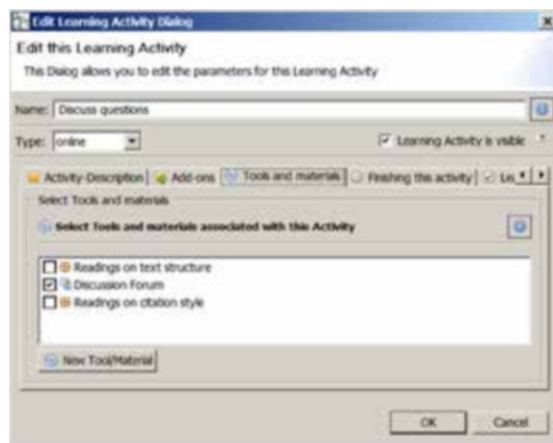 Edit Learning Activity Dialog
Edit this Learning Activity
This Dialog allows you to edit the parameters for this Learning Activity
Name: Discuss questions
Type: online Learning Activity is visible
Activity-Description Add-ons Tools and materials Finishing this activity
Select Tools and materials
Select Tools and materials associated with this Activity
Readings on text structure
Discussion Forum
Readings on citation style
New Tool/Material
OK Cancel